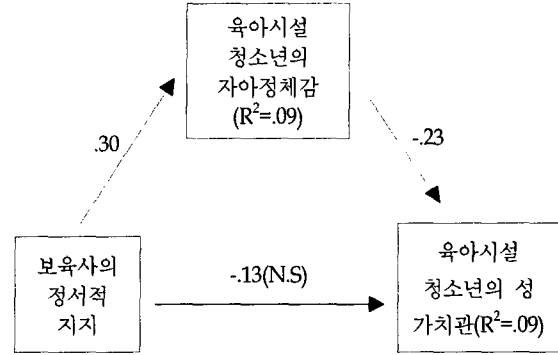 육아시설
청소년의
자아정체감
(R²=.09)
.30
-.23
보육사의
정서적
지지
-.13(N.S)
육아시설
청소년의 성
가치관(R²=.09)